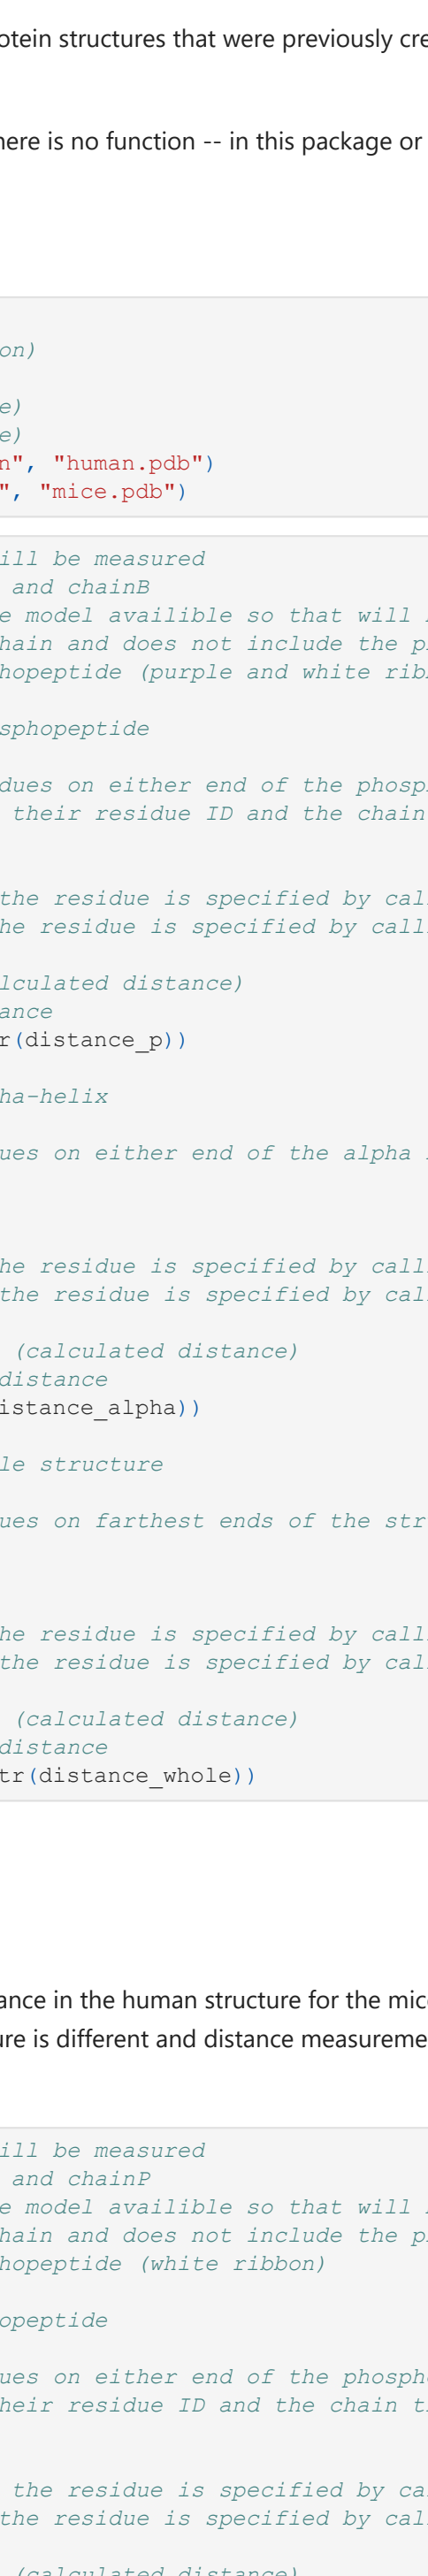 otein structures that were previously cre
here is no function -- in this package or
on)
e)
e)
n", "human.pdb")
", "mice.pdb")
ill be measured
and chainB
e model availible so that will
hain and does not include the p
hopeptide (purple and white rib
sphopeptide
dues on either end of the phosp
their residue ID and the chain
the residue is specified by cal
he residue is specified by call
lculated distance)
ance
r(distance_p))
ha-helix
ues on either end of the alpha
he residue is specified by call
the residue is specified by cal
(calculated distance)
distance
istance_alpha))
le structure
ues on farthest ends of the str
he residue is specified by call
the residue is specified by cal
(calculated distance)
distance
tr(distance_whole))
ance in the human structure for the mic
ure is different and distance measureme
ill be measured
and chainP
e model availible so that will
hain and does not include the p
hopeptide (white ribbon)
opeptide
ues on either end of the phosph
heir residue ID and the chain t
the residue is specified by ca
the residue is specified by cal
(calculated distance)